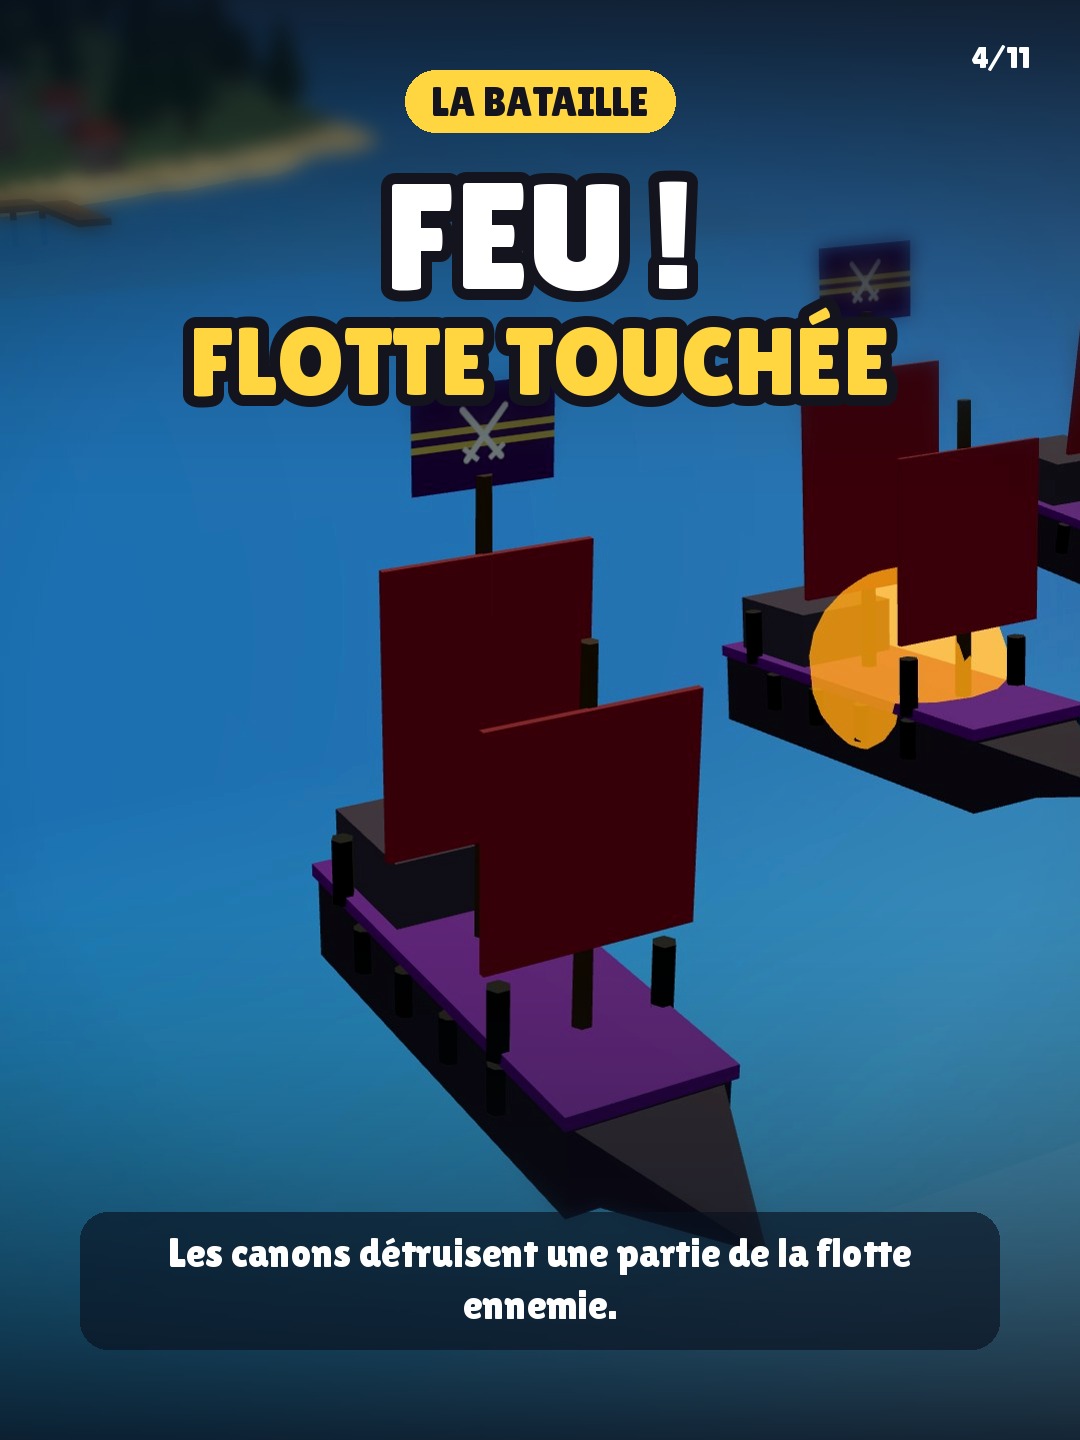 4/11
LA BATAILLE
FEU !
FLOTTE TOUCHÉE
Les canons détruisent une partie de la flotte
ennemie.